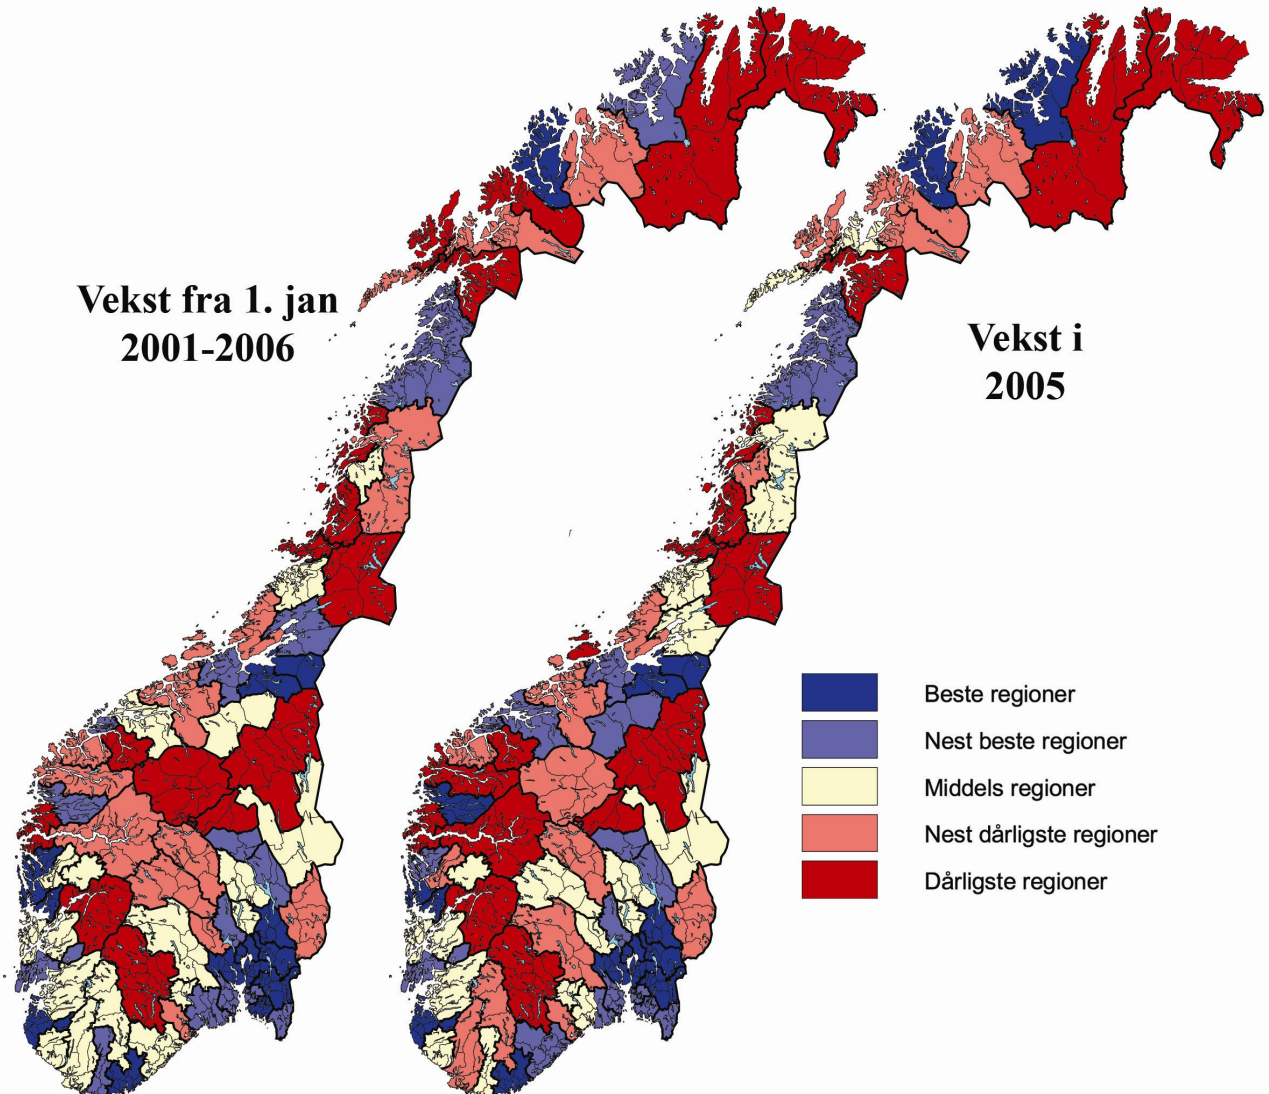 Vekst fra 1. jan
2001-2006
Vekst i
2005
Beste regioner
Nest beste regioner
Middels regioner
Nest dårligste regioner
Dårligste regioner